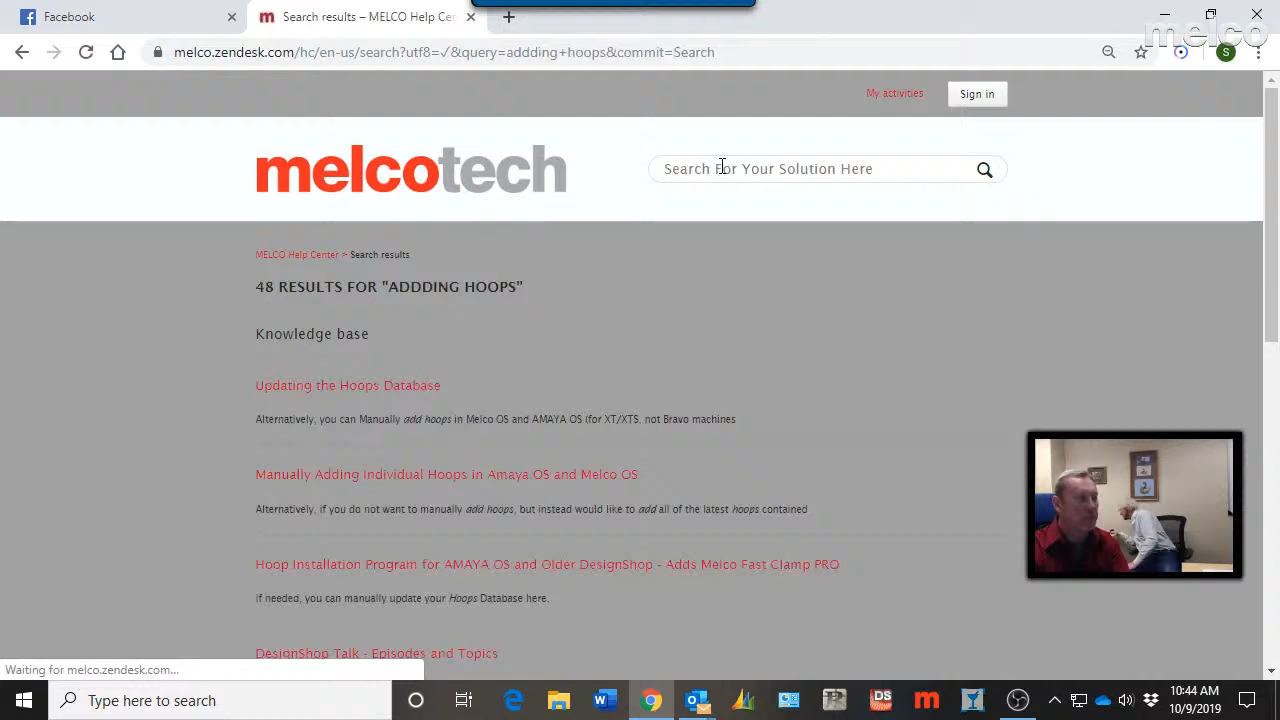 Facebook
Search results – MELCO Help Cen
melco
melco.zendesk.com/hc/en-us/search?utf8=✓&query=addding+hoops&commit=Search
S
My activities
Sign in
melcotech
Search For Your Solution Here
MELCO Help Center > Search results
48 RESULTS FOR "ADDDING HOOPS"
Knowledge base
Updating the Hoops Database
Alternatively, you can Manually add hoops in Melco OS and AMAYA OS (for XT/XTS, not Bravo machines
Manually Adding Individual Hoops in Amaya OS and Melco OS
Alternatively, if you do not want to manually add hoops, but instead would like to add all of the latest hoops contained
Hoop Installation Program for AMAYA OS and Older DesignShop - Adds Melco Fast Clamp PRO
if needed, you can manually update your Hoops Database here.
DesignShop Talk - Episodes and Topics
Waiting for melco.zendesk.com...
Type here to search
DS
10:44 AM
10/9/2019